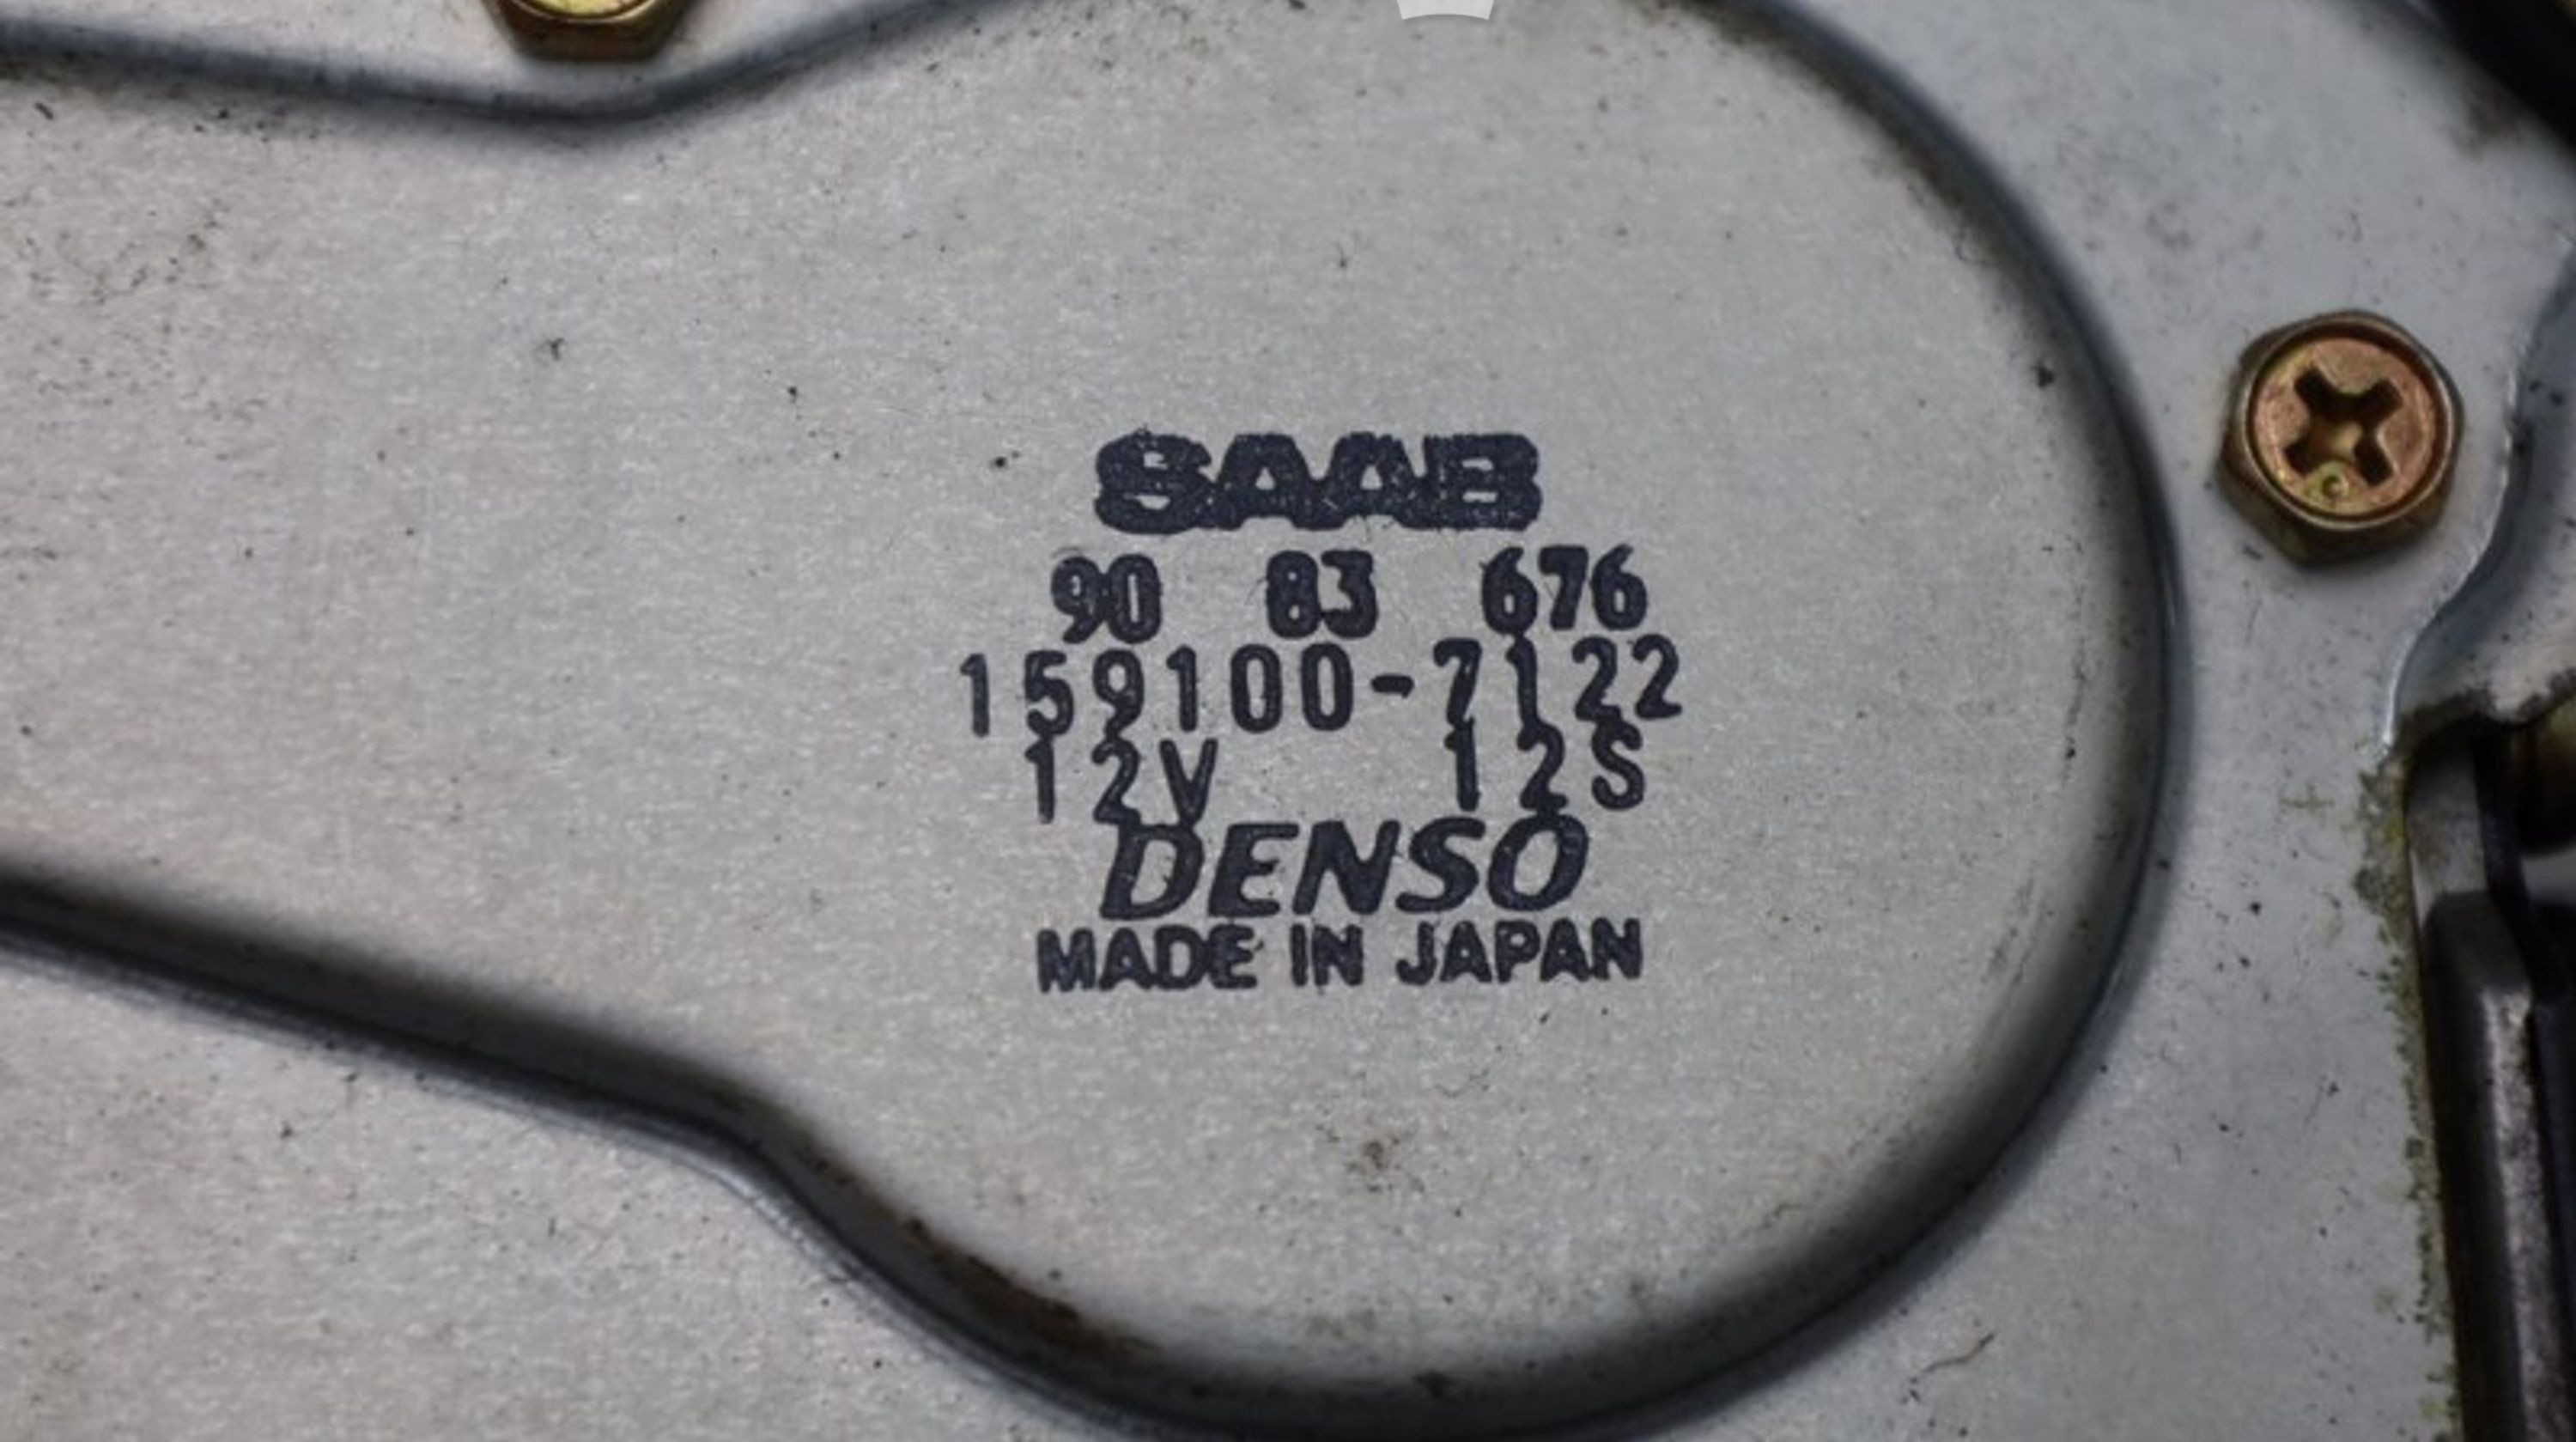 SAAB
90 83 676
159100-7122
12V 12S
DENSO
MADE IN JAPAN